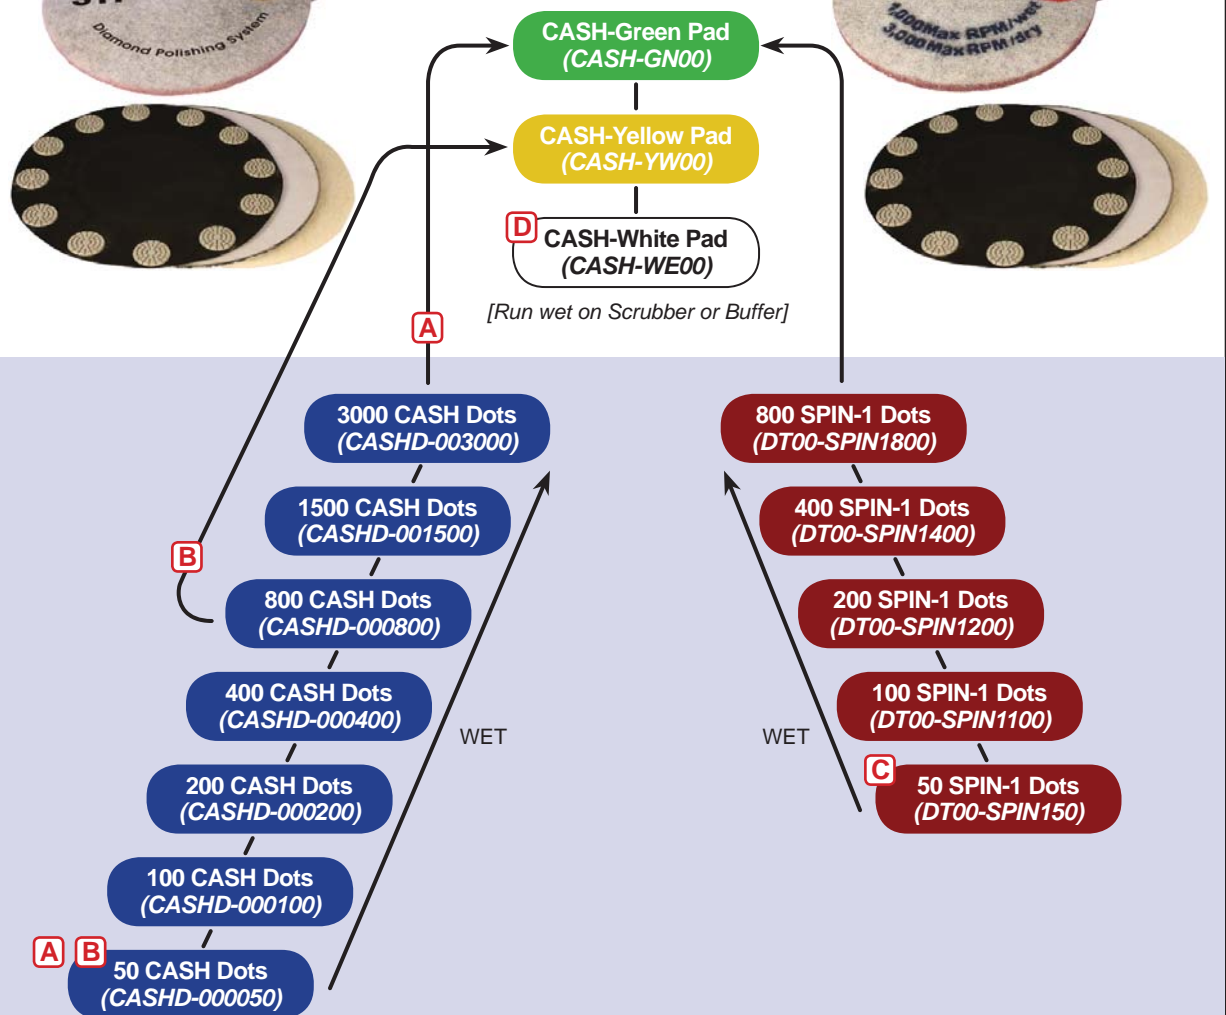 Diamond Polishing System
1,000Max RPM/wet
3,000MaxRPM/dry
CASH-Green Pad
(CASH-GN00)
CASH-Yellow Pad
(CASH-YW00)
D
CASH-White Pad
(CASH-WE00)
[Run wet on Scrubber or Buffer]
A
B
3000 CASH Dots
(CASHD-003000)
1500 CASH Dots
(CASHD-001500)
800 CASH Dots
(CASHD-000800)
400 CASH Dots
(CASHD-000400)
200 CASH Dots
(CASHD-000200)
100 CASH Dots
(CASHD-000100)
A B
50 CASH Dots
(CASHD-000050)
WET
800 SPIN-1 Dots
(DT00-SPIN1800)
400 SPIN-1 Dots
(DT00-SPIN1400)
200 SPIN-1 Dots
(DT00-SPIN1200)
100 SPIN-1 Dots
(DT00-SPIN1100)
C
50 SPIN-1 Dots
(DT00-SPIN150)
WET